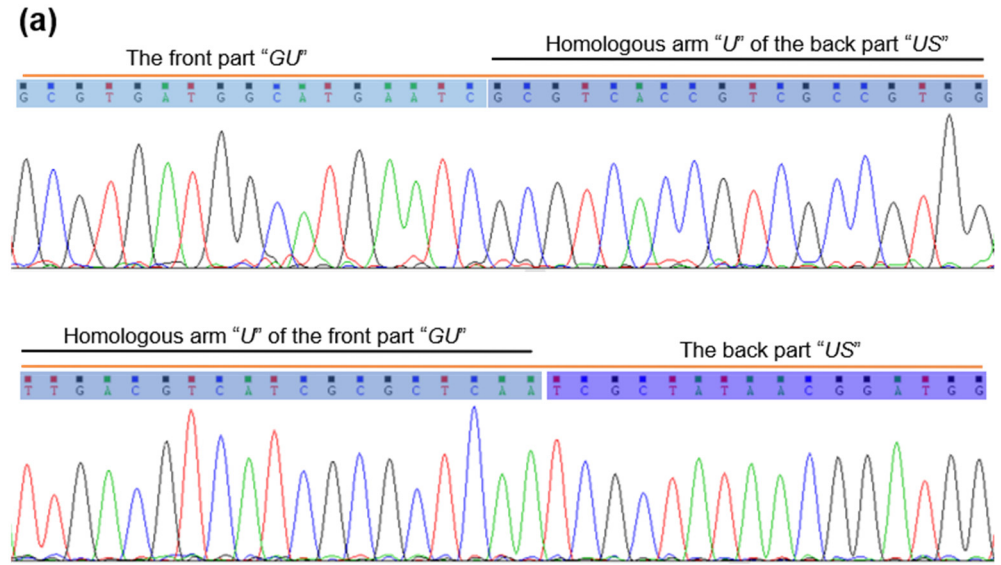 (a)
The front part “GU”
Homologous arm “U” of the back part “US”
G C G T G A T G G C A T G A A T C G C G T C A C C G T C G C C G T G G
Homologous arm “U” of the front part “GU”
The back part “US”
T T G A C G T C A T C G C G C T C A A T C G C T A T A A C G G A T G G